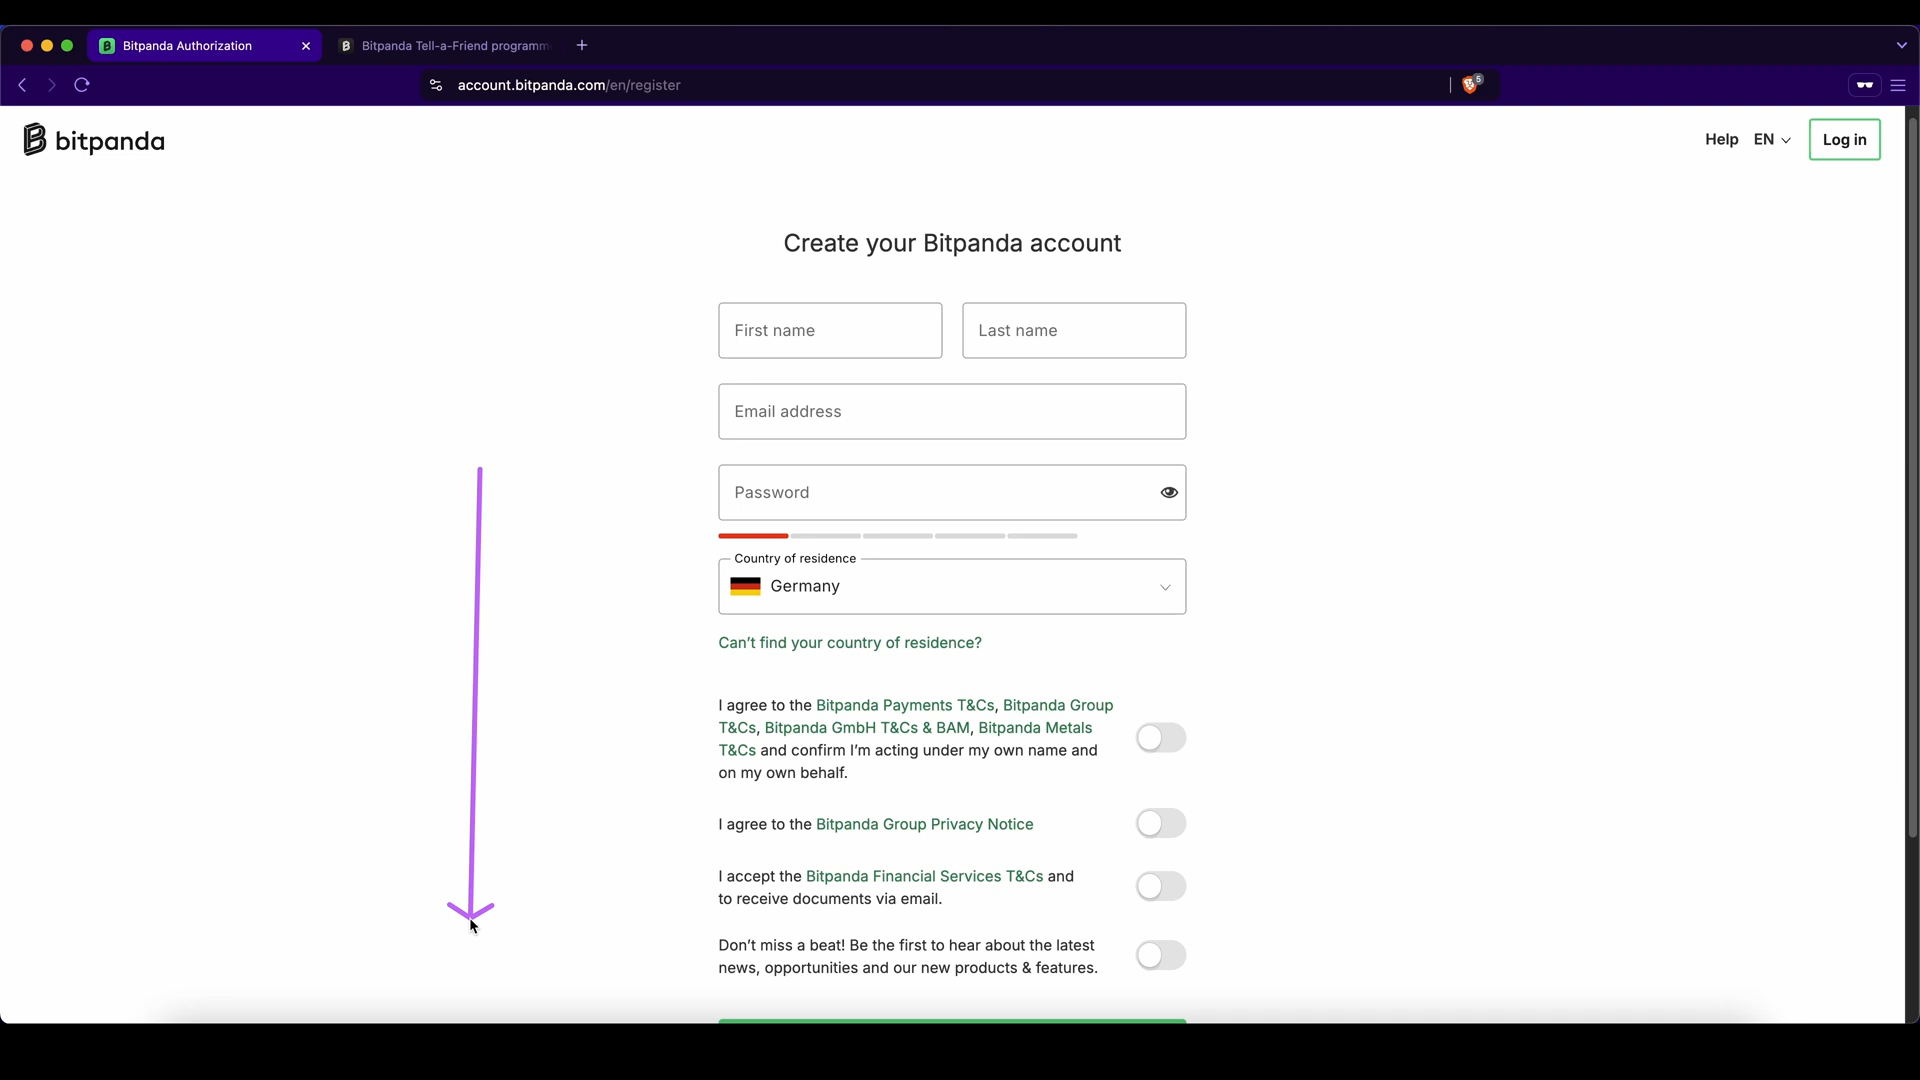 Bitpanda Authorization
Bitpanda Tell-a-Friend programm
account.bitpanda.com/en/register
5
bitpanda
Help
EN
Log in
Create your Bitpanda account
First name
Last name
Email address
Password
Country of residence
Germany
Can't find your country of residence?
I agree to the Bitpanda Payments T&Cs, Bitpanda Group
T&Cs, Bitpanda GmbH T&Cs & BAM, Bitpanda Metals
T&Cs and confirm I'm acting under my own name and
on my own behalf.
I agree to the Bitpanda Group Privacy Notice
I accept the Bitpanda Financial Services T&Cs and
to receive documents via email.
Don't miss a beat! Be the first to hear about the latest
news, opportunities and our new products & features.